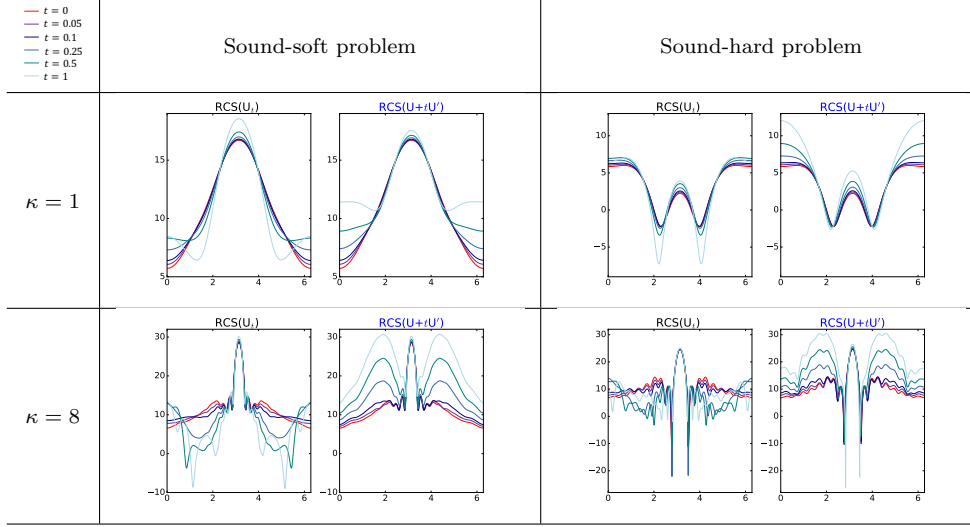 t = 0
t = 0.05
t = 0.1
t = 0.25
t = 0.5
t = 1
Sound-soft problem
Sound-hard problem
κ = 1
RCS(U_t)
15
10
5
0 2 4 6
RCS(U+tU′)
15
10
5
0 2 4 6
RCS(U_t)
10
5
0
−5
0 2 4 6
RCS(U+tU′)
10
5
0
−5
0 2 4 6
κ = 8
RCS(U_t)
30
20
10
0
−10
0 2 4 6
RCS(U+tU′)
30
20
10
0
−10
0 2 4 6
RCS(U_t)
30
20
10
0
−10
−20
0 2 4 6
RCS(U+tU′)
30
20
10
0
−10
−20
0 2 4 6